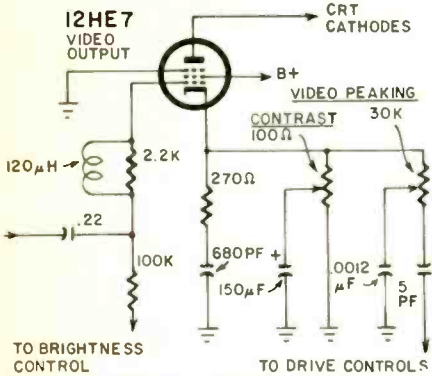 12HE7
VIDEO
OUTPUT
CRT
CATHODES
B+
VIDEO PEAKING
30K
CONTRAST
100Ω
120µH
2.2K
270Ω
.22
100K
680PF
+
150µF
.0012
µF
5
PF
TO BRIGHTNESS
CONTROL
TO DRIVE CONTROLS